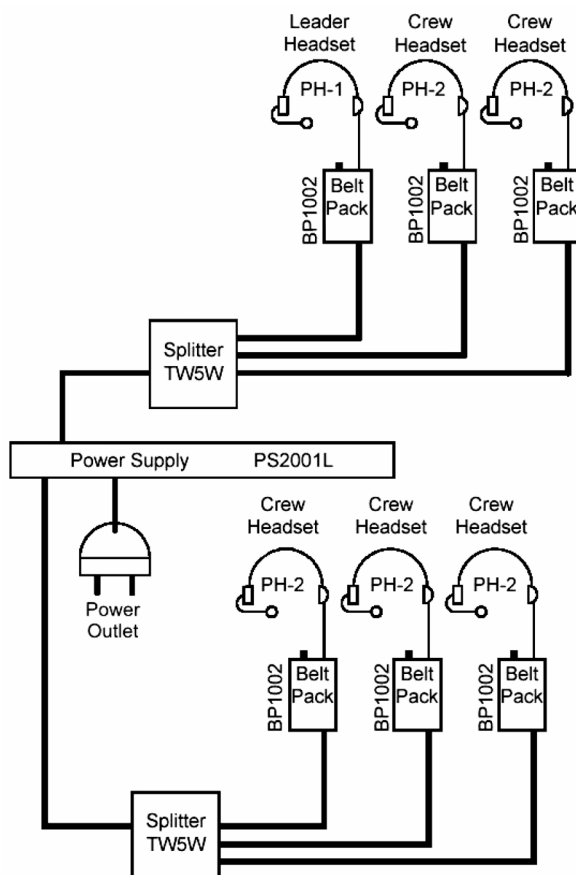 Leader
Headset
Crew
Headset
Crew
Headset
PH-1
PH-2
PH-2
BP1002
Belt
Pack
BP1002
Belt
Pack
BP1002
Belt
Pack
Splitter
TW5W
Power Supply PS2001L
Power
Outlet
Crew
Headset
Crew
Headset
Crew
Headset
PH-2
PH-2
PH-2
BP1002
Belt
Pack
BP1002
Belt
Pack
BP1002
Belt
Pack
Splitter
TW5W